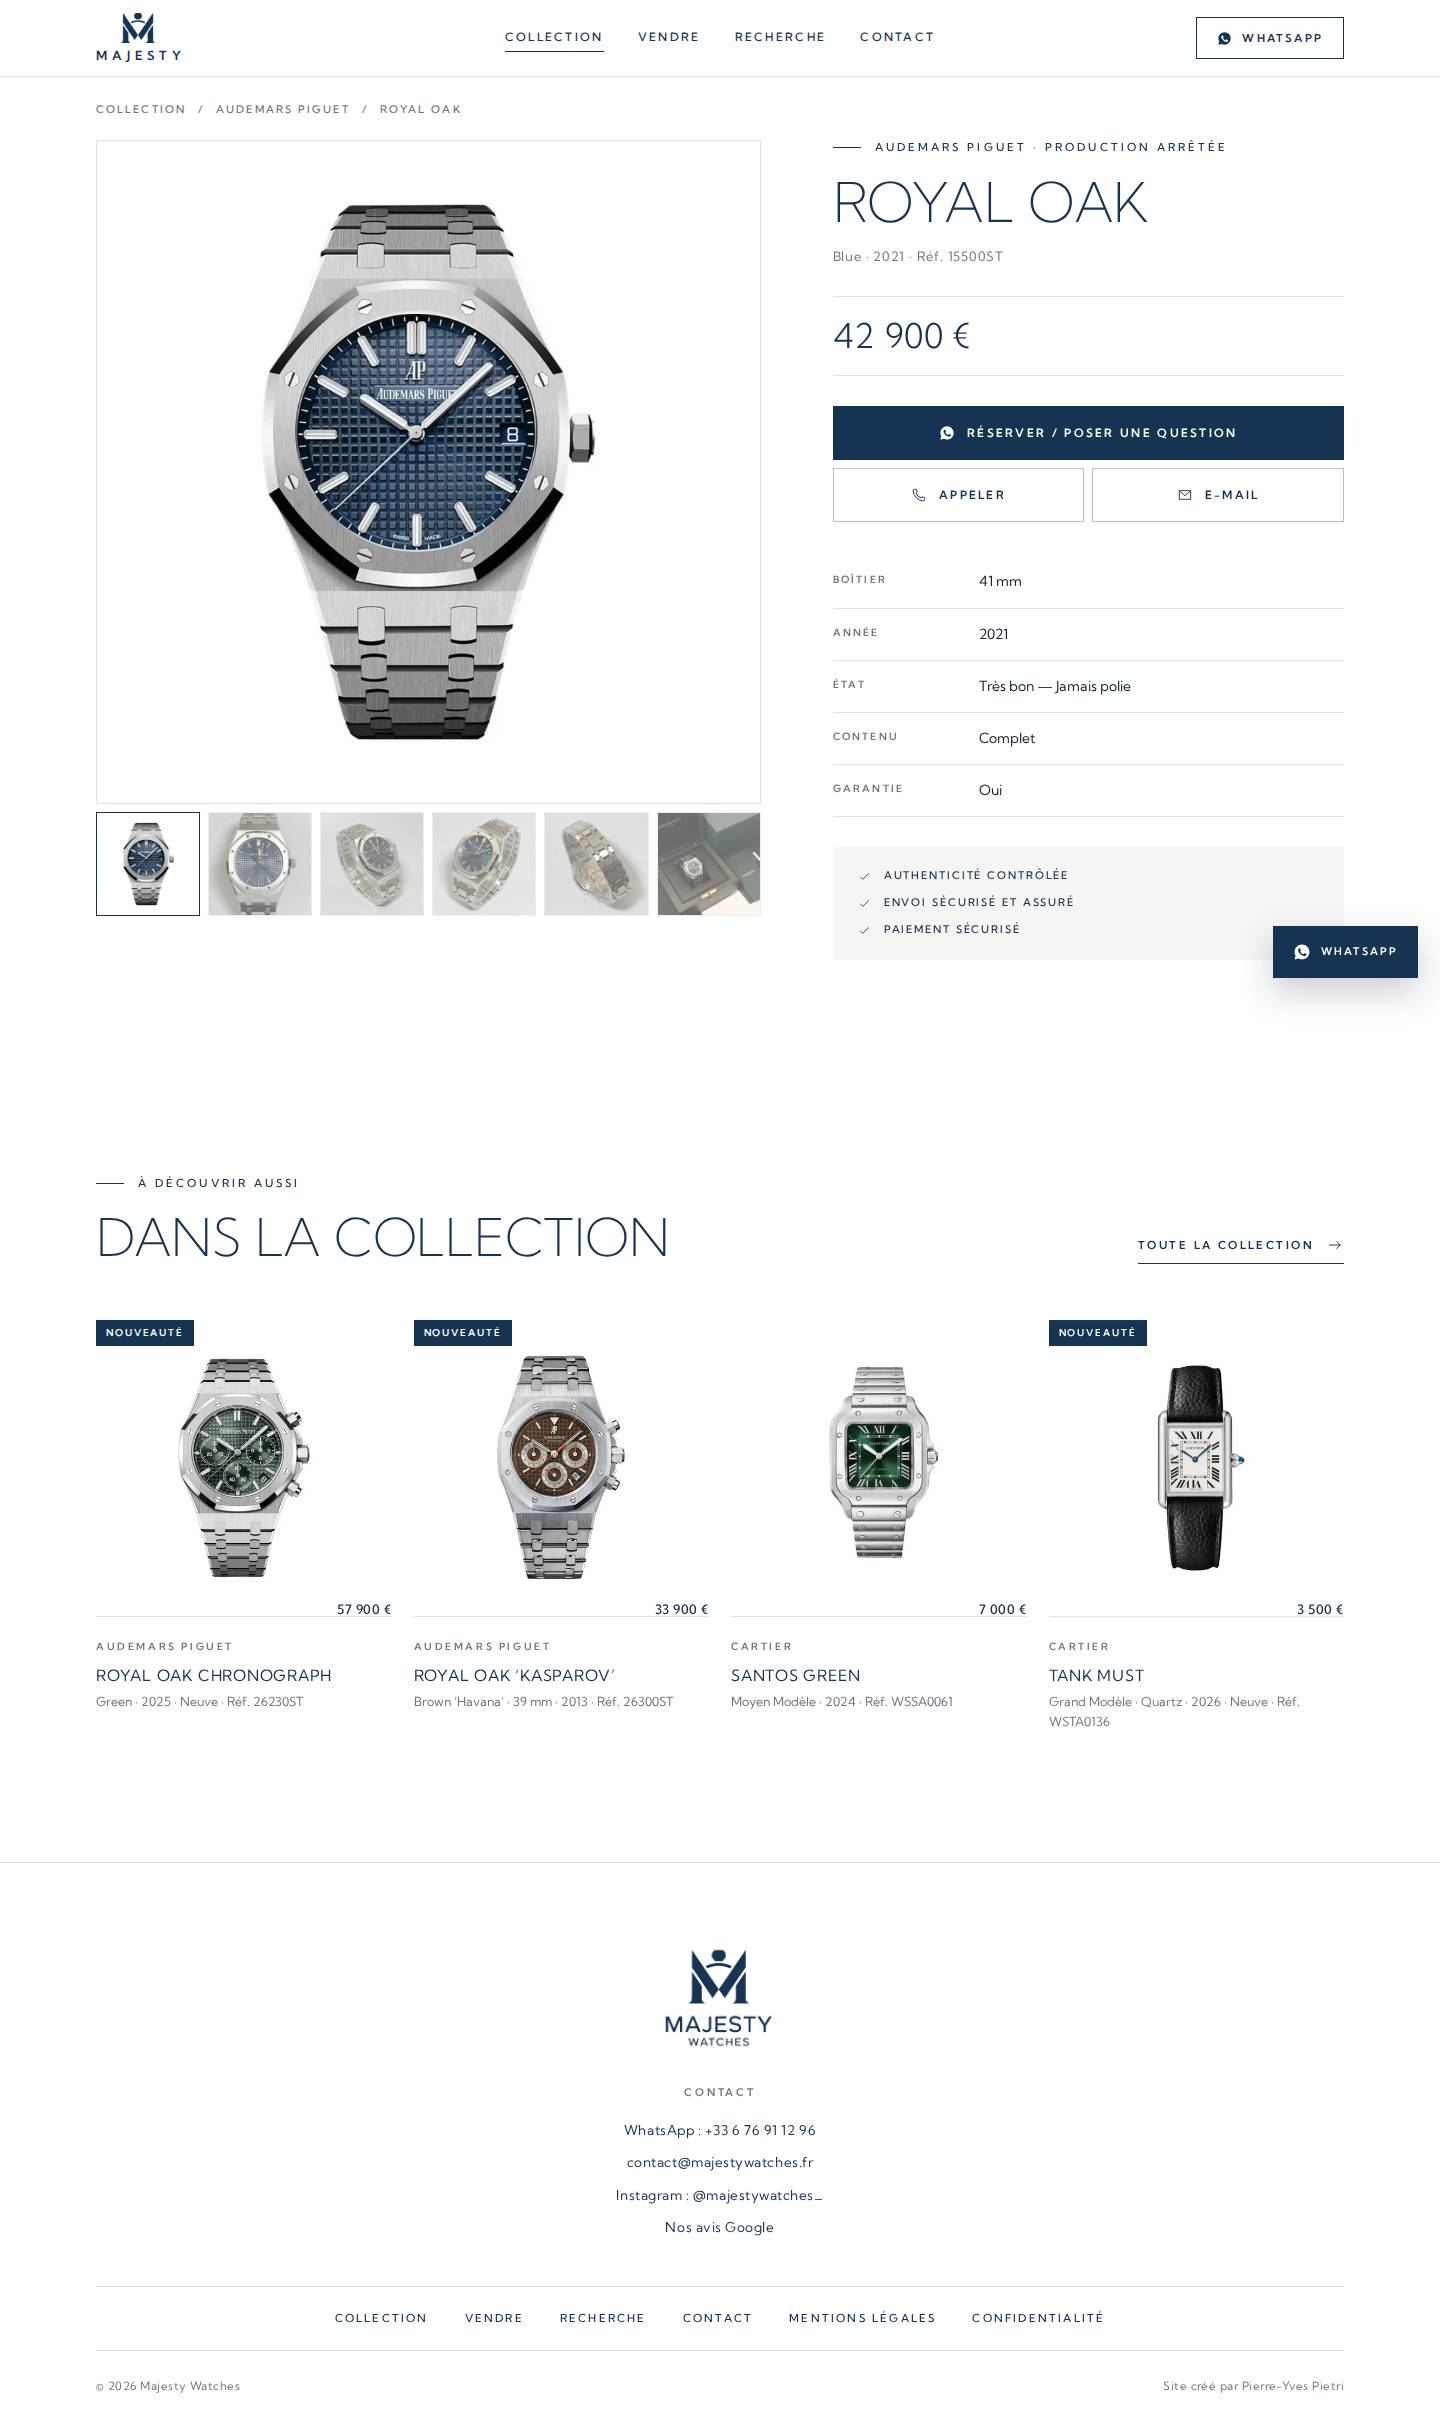 MAJESTY
COLLECTION VENDRE RECHERCHE CONTACT
WHATSAPP
COLLECTION / AUDEMARS PIGUET / ROYAL OAK
AUDEMARS PIGUET · PRODUCTION ARRÊTÉE
ROYAL OAK
Blue · 2021 · Réf. 15500ST
42 900 €
RÉSERVER / POSER UNE QUESTION
APPELER
E-MAIL
AP
AUDEMARS PIGUET
8
SWISS MADE
BOÎTIER 41 mm
ANNÉE 2021
ÉTAT Très bon — Jamais polie
CONTENU Complet
GARANTIE Oui
AUTHENTICITÉ CONTRÔLÉE
ENVOI SÉCURISÉ ET ASSURÉ
PAIEMENT SÉCURISÉ
WHATSAPP
À DÉCOUVRIR AUSSI
DANS LA COLLECTION
TOUTE LA COLLECTION
NOUVEAUTÉ
57 900 €
AUDEMARS PIGUET
ROYAL OAK CHRONOGRAPH
Green · 2025 · Neuve · Réf. 26230ST
NOUVEAUTÉ
33 900 €
AUDEMARS PIGUET
ROYAL OAK ‘KASPAROV’
Brown ‘Havana’ · 39 mm · 2013 · Réf. 26300ST
7 000 €
CARTIER
SANTOS GREEN
Moyen Modèle · 2024 · Réf. WSSA0061
NOUVEAUTÉ
3 500 €
CARTIER
TANK MUST
Grand Modèle · Quartz · 2026 · Neuve · Réf.
WSTA0136
MAJESTY
WATCHES
CONTACT
WhatsApp : +33 6 76 91 12 96
contact@majestywatches.fr
Instagram : @majestywatches_
Nos avis Google
COLLECTION VENDRE RECHERCHE CONTACT MENTIONS LÉGALES CONFIDENTIALITÉ
© 2026 Majesty Watches
Site créé par Pierre-Yves Pietri